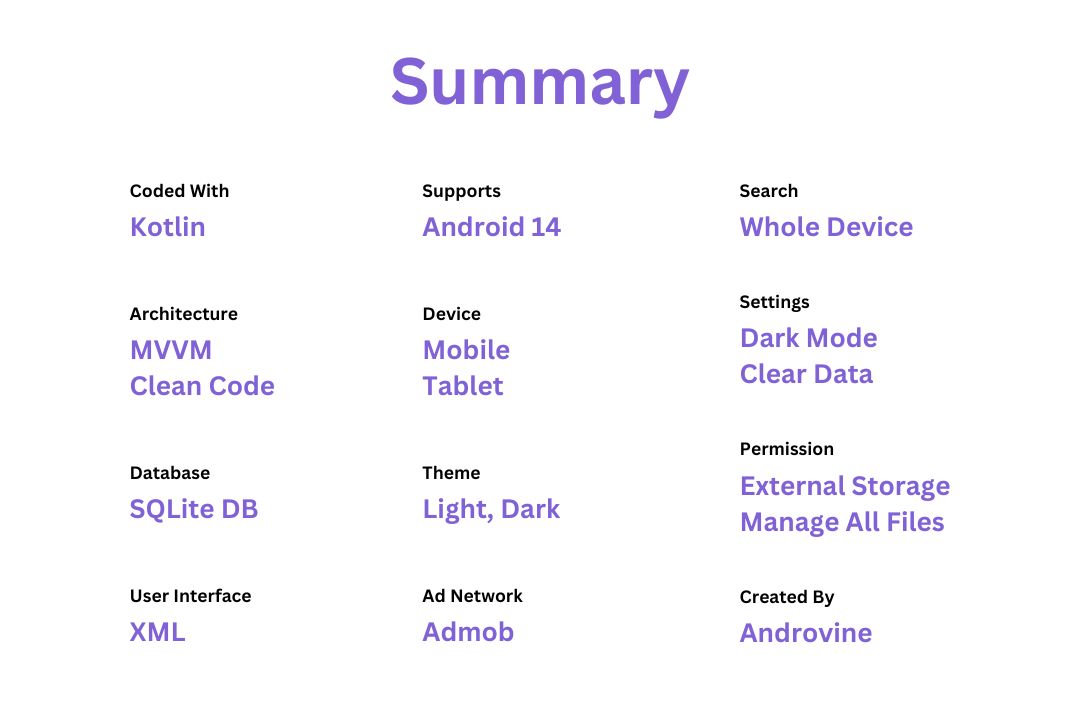 Summary
Coded With
Kotlin
Architecture
MVVM
Clean Code
Database
SQLite DB
User Interface
XML
Supports
Android 14
Device
Mobile
Tablet
Theme
Light, Dark
Ad Network
Admob
Search
Whole Device
Settings
Dark Mode
Clear Data
Permission
External Storage
Manage All Files
Created By
Androvine